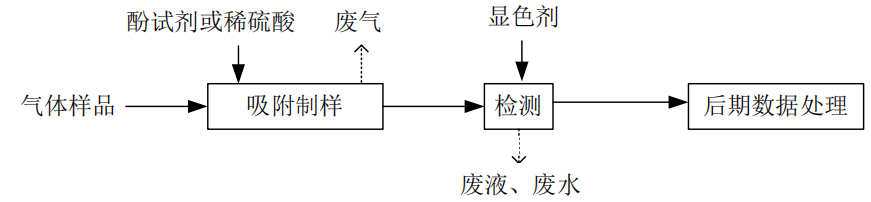 酚试剂或稀硫酸
废气
显色剂
气体样品
吸附制样
检测
后期数据处理
废液、废水